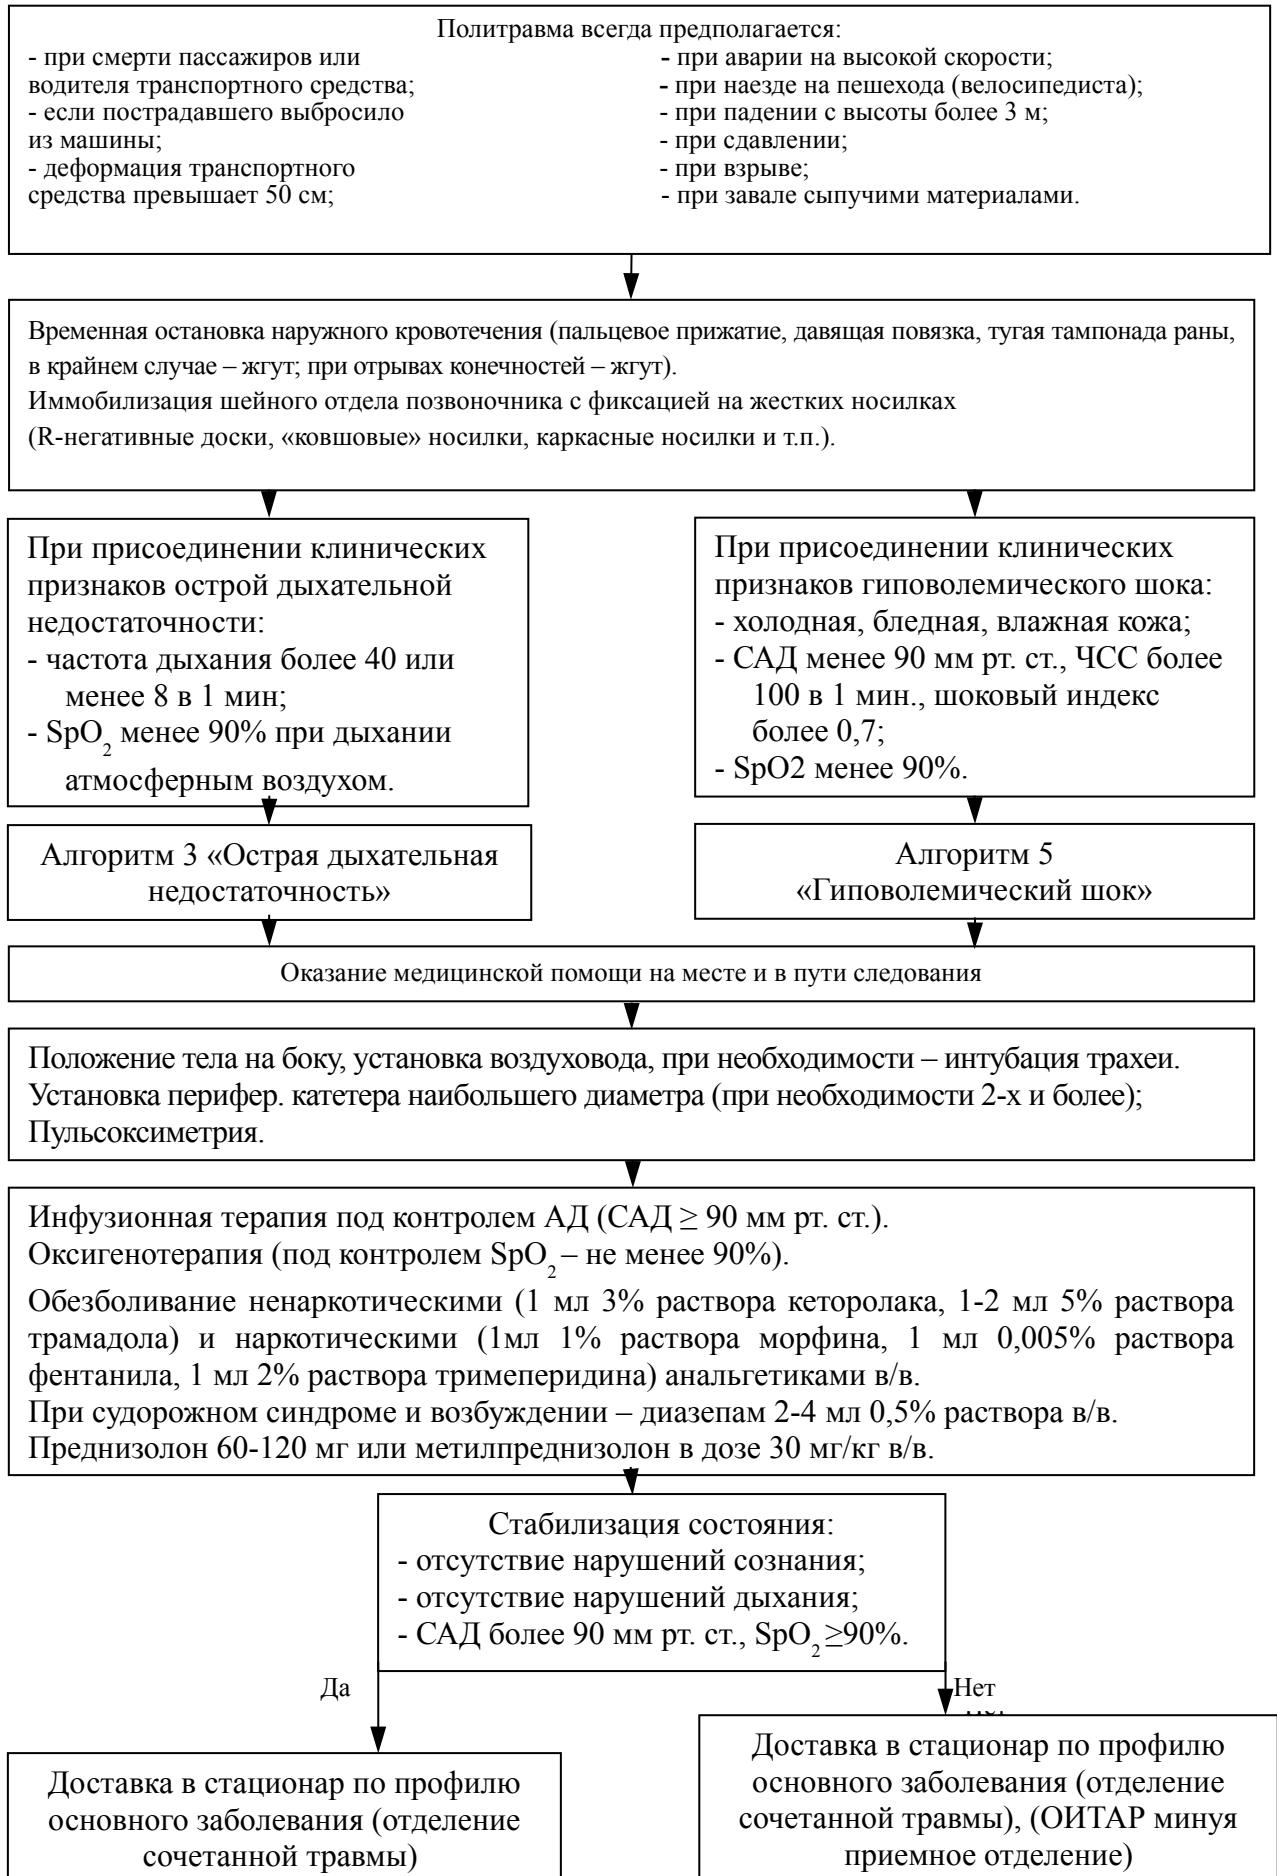 Политравма всегда предполагается:
- при смерти пассажиров или
водителя транспортного средства;
- если пострадавшего выбросило
из машины;
- деформация транспортного
средства превышает 50 см;
- при аварии на высокой скорости;
- при наезде на пешехода (велосипедиста);
- при падении с высоты более 3 м;
- при сдавлении;
- при взрыве;
- при завале сыпучими материалами.
Временная остановка наружного кровотечения (пальцевое прижатие, давящая повязка, тугая тампонада раны,
в крайнем случае – жгут; при отрывах конечностей – жгут).
Иммобилизация шейного отдела позвоночника с фиксацией на жестких носилках
(R-негативные доски, «ковшовые» носилки, каркасные носилки и т.п.).
При присоединении клинических
признаков острой дыхательной
недостаточности:
- частота дыхания более 40 или
менее 8 в 1 мин;
- SpO2 менее 90% при дыхании
атмосферным воздухом.
При присоединении клинических
признаков гиповолемического шока:
- холодная, бледная, влажная кожа;
- САД менее 90 мм рт. ст., ЧСС более
100 в 1 мин., шоковый индекс
более 0,7;
- SpO2 менее 90%.
Алгоритм 3 «Острая дыхательная
недостаточность»
Алгоритм 5
«Гиповолемический шок»
Оказание медицинской помощи на месте и в пути следования
Положение тела на боку, установка воздуховода, при необходимости – интубация трахеи.
Установка перифер. катетера наибольшего диаметра (при необходимости 2-х и более);
Пульсоксиметрия.
Инфузионная терапия под контролем АД (САД ≥ 90 мм рт. ст.).
Оксигенотерапия (под контролем SpO2 – не менее 90%).
Обезболивание ненаркотическими (1 мл 3% раствора кеторолака, 1-2 мл 5% раствора
трамадола) и наркотическими (1мл 1% раствора морфина, 1 мл 0,005% раствора
фентанила, 1 мл 2% раствора тримеперидина) анальгетиками в/в.
При судорожном синдроме и возбуждении – диазепам 2-4 мл 0,5% раствора в/в.
Преднизолон 60-120 мг или метилпреднизолон в дозе 30 мг/кг в/в.
Стабилизация состояния:
- отсутствие нарушений сознания;
- отсутствие нарушений дыхания;
- САД более 90 мм рт. ст., SpO2 ≥90%.
Да
Нет
Доставка в стационар по профилю
основного заболевания (отделение
сочетанной травмы)
Доставка в стационар по профилю
основного заболевания (отделение
сочетанной травмы), (ОИТАР минуя
приемное отделение)